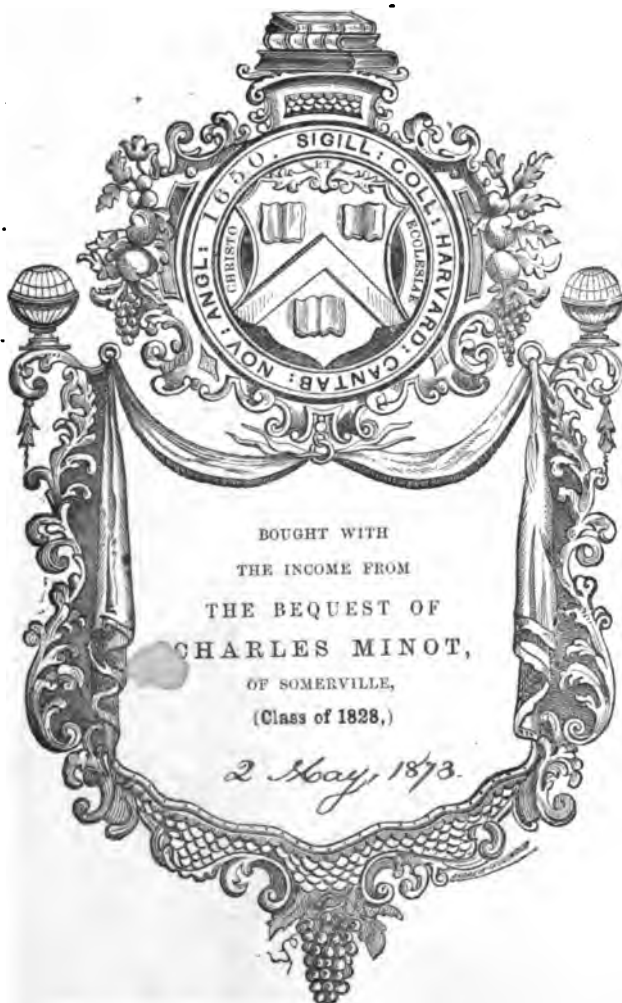 SIGILL: COLL: HARVARD: CANTAB: NOV: ANGL: 1650.
CHRISTO
ET
ECCLESIAE
BOUGHT WITH
THE INCOME FROM
THE BEQUEST OF
CHARLES MINOT,
OF SOMERVILLE,
(Class of 1828,)
2 May, 1873.